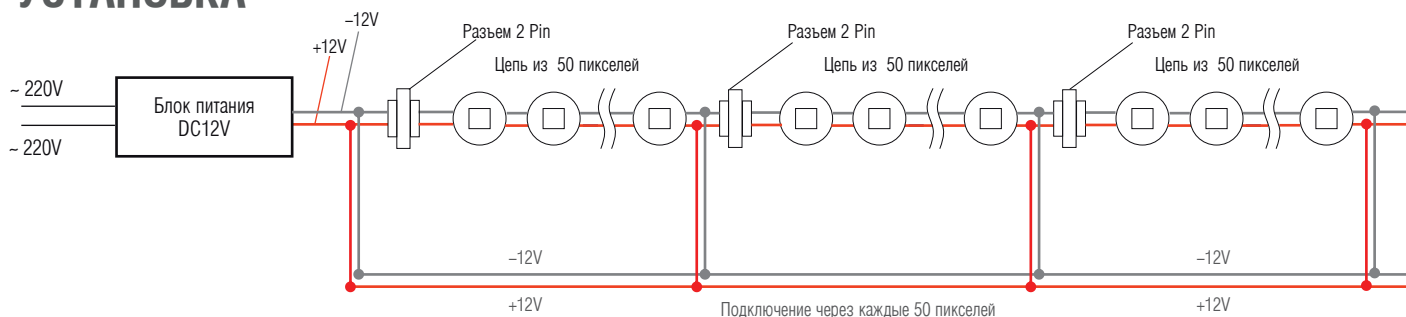 УСТАНОВКА
−12V
+12V
Разъем 2 Pin
Цепь из 50 пикселей
Разъем 2 Pin
Цепь из 50 пикселей
Разъем 2 Pin
Цепь из 50 пикселей
~ 220V
~ 220V
Блок питания
DC12V
−12V
−12V
+12V
Подключение через каждые 50 пикселей
+12V